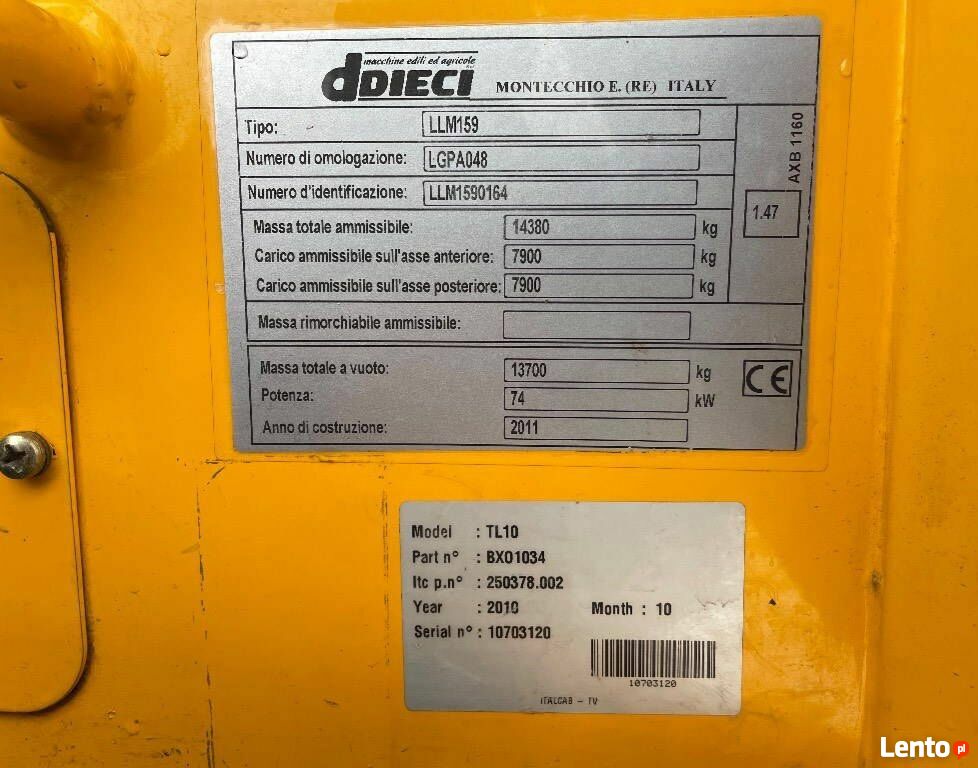 macchine edili ed agricole
dDIECI
MONTECCHIO E. (RE) ITALY
Tipo: LLM159
Numero di omologazione: LGPA048
Numero d'identificazione: LLM1590164
AXB 1160
1.47
Massa totale ammissibile: 14380 kg
Carico ammissibile sull'asse anteriore: 7900 kg
Carico ammissibile sull'asse posteriore: 7900 kg
Massa rimorchiabile ammissibile:
Massa totale a vuoto: 13700 kg
Potenza: 74 kW
Anno di costruzione: 2011
CE
Model : TL10
Part n° : BXO1034
Itc p.n° : 250378.002
Year : 2010 Month : 10
Serial n° : 10703120
10703120
ITALCAB - TV
Lento pl